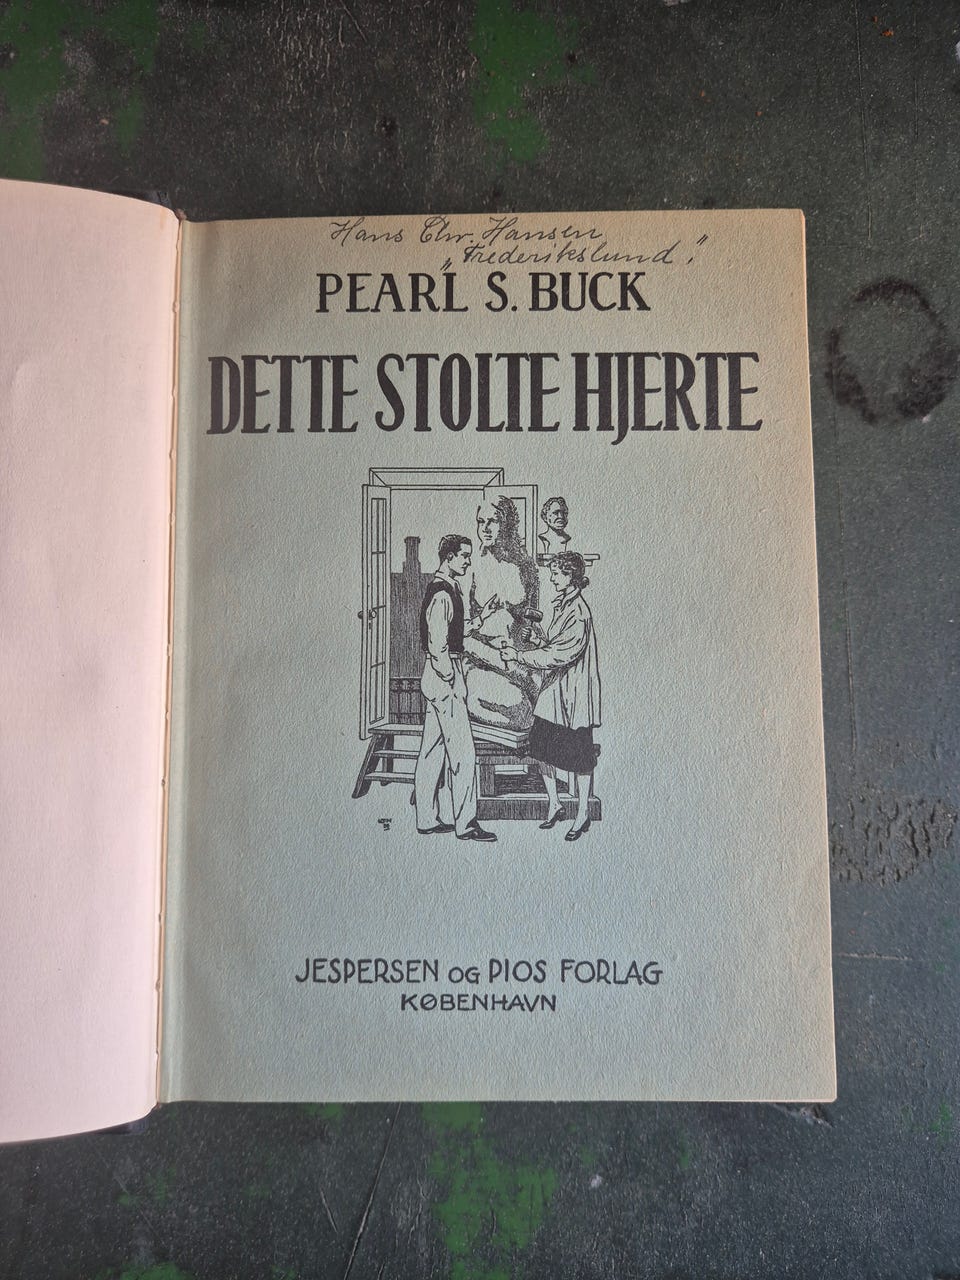 Hans Chr. Hansen
"Frederikslund".
PEARL S. BUCK
DETTE STOLTE HJERTE
JESPERSEN OG PIOS FORLAG
KØBENHAVN